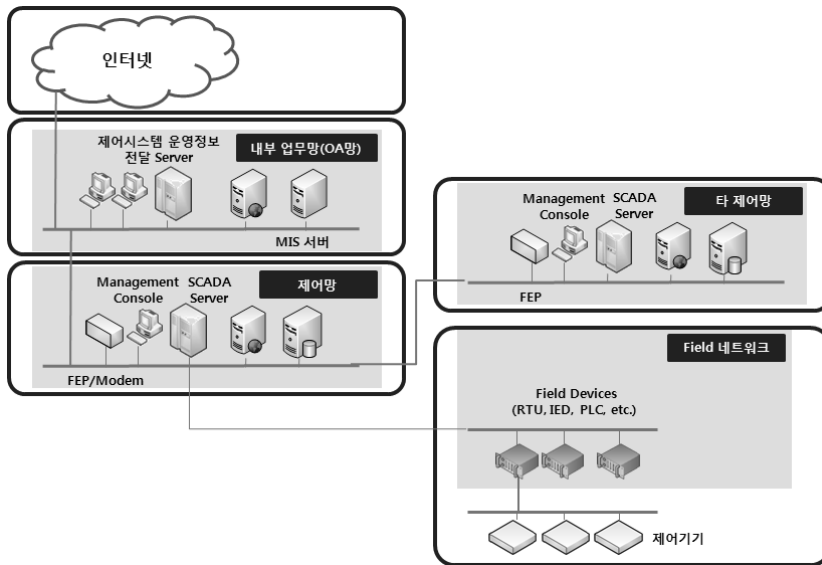 인터넷
제어시스템 운영정보
전달 Server
내부 업무망(OA망)
MIS 서버
Management
Console
SCADA
Server
제어망
FEP/Modem
Management
Console
SCADA
Server
타 제어망
FEP
Field 네트워크
Field Devices
(RTU, IED, PLC, etc.)
제어기기